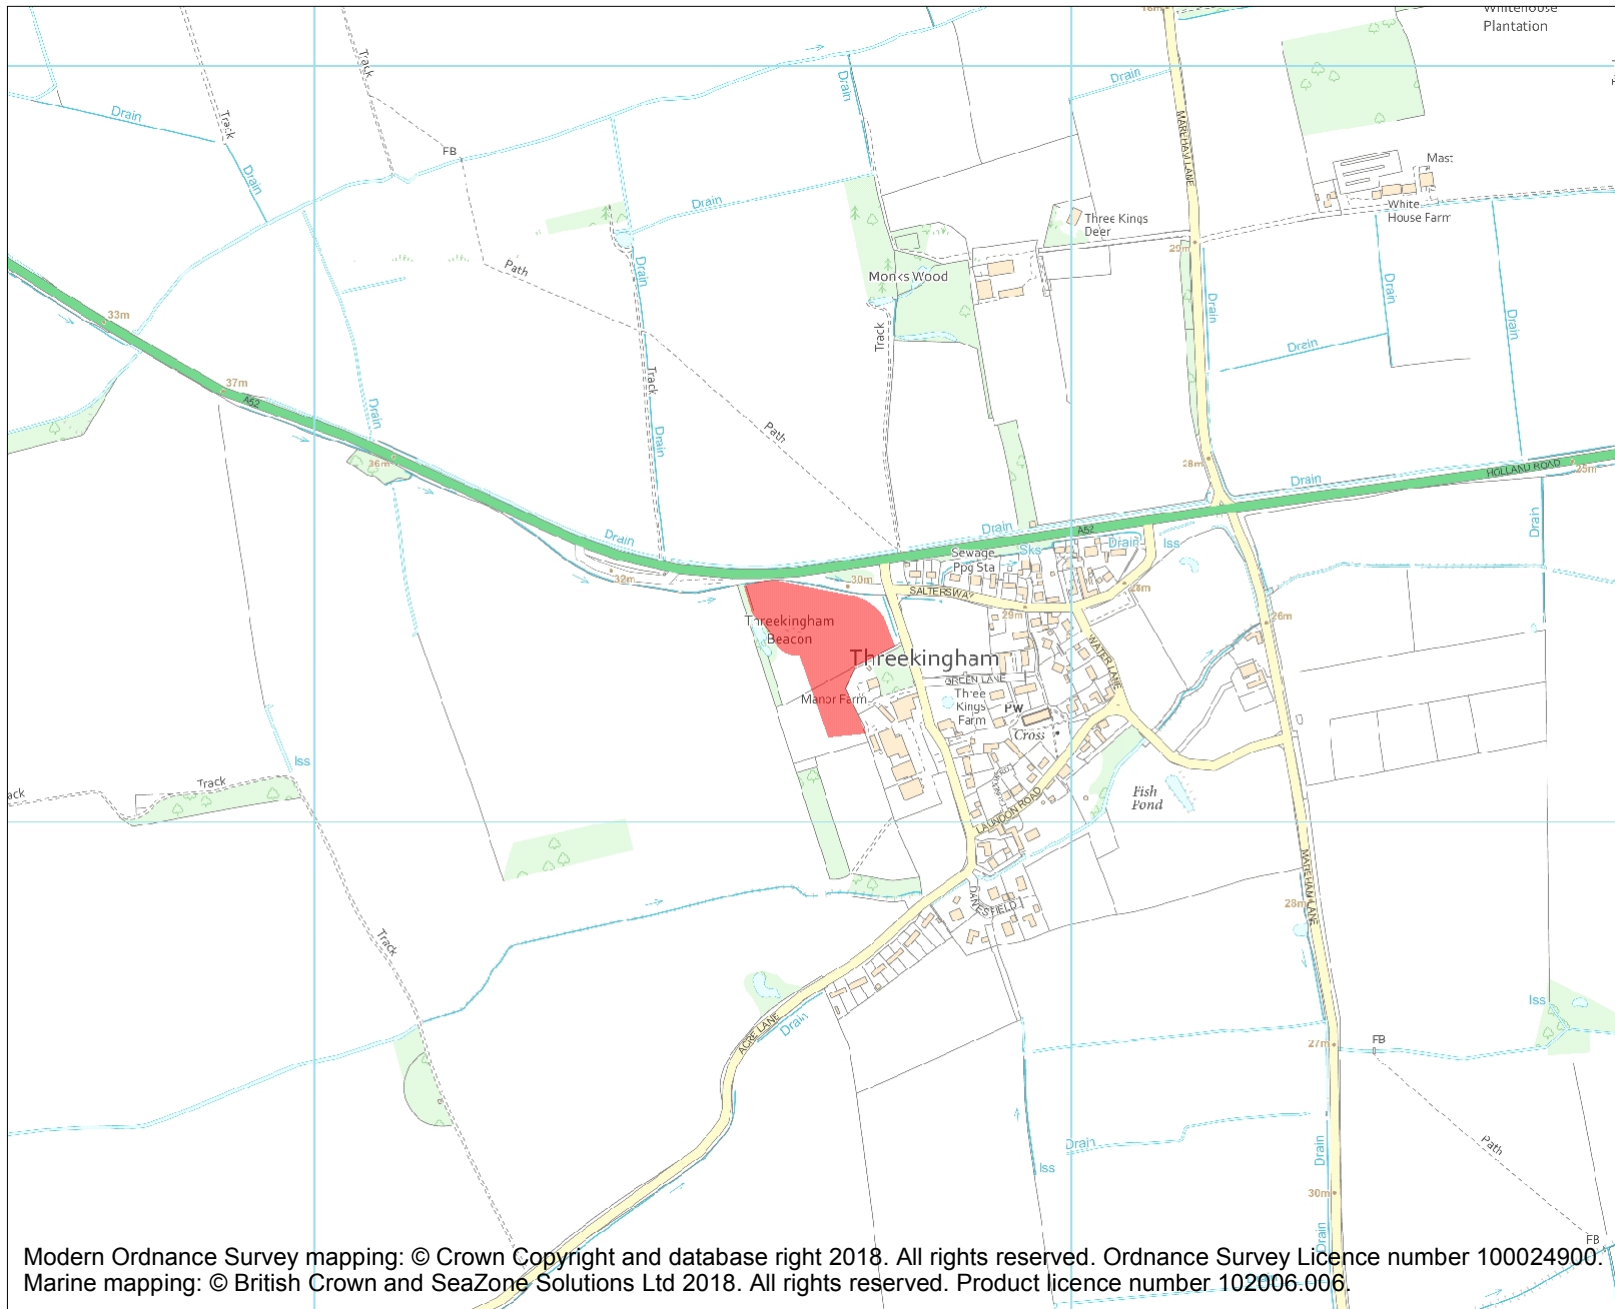 16m
Whitehouse
Plantation
Track
Drain
Drain
Drain
Track
FB
Drain
MAREHAM LANE
Mast
White
House Farm
Drain
Three Kings
Deer
29m
Path
Drain
Monks Wood
Drain
Drain
Drain
33m
Track
Drain
37m
A52
Track
Drain
Path
Drain
36m
28m
HOLLAND ROAD
25m
Drain
Drain
Drain
A52
Drain
Drain
Iss
Sewage
Ppg Sta
Sks
32m
30m
SALTERSWAY
28m
29m
26m
Threekingham
Beacon
WATER LANE
Threekingham
GREEN LANE
Manor Farm
Three
Kings
Farm
PW
Cross
Iss
Track
ack
Fish
Pond
LAUNDON ROAD
MAREHAM LANE
DANESFIELD
28m
Track
Iss
ACRE LANE
Drain
27m
FB
Drain
Path
Drain
Iss
30m
Drain
FB
Modern Ordnance Survey mapping: © Crown Copyright and database right 2018. All rights reserved. Ordnance Survey Licence number 100024900.
Marine mapping: © British Crown and SeaZone Solutions Ltd 2018. All rights reserved. Product licence number 102006.006.